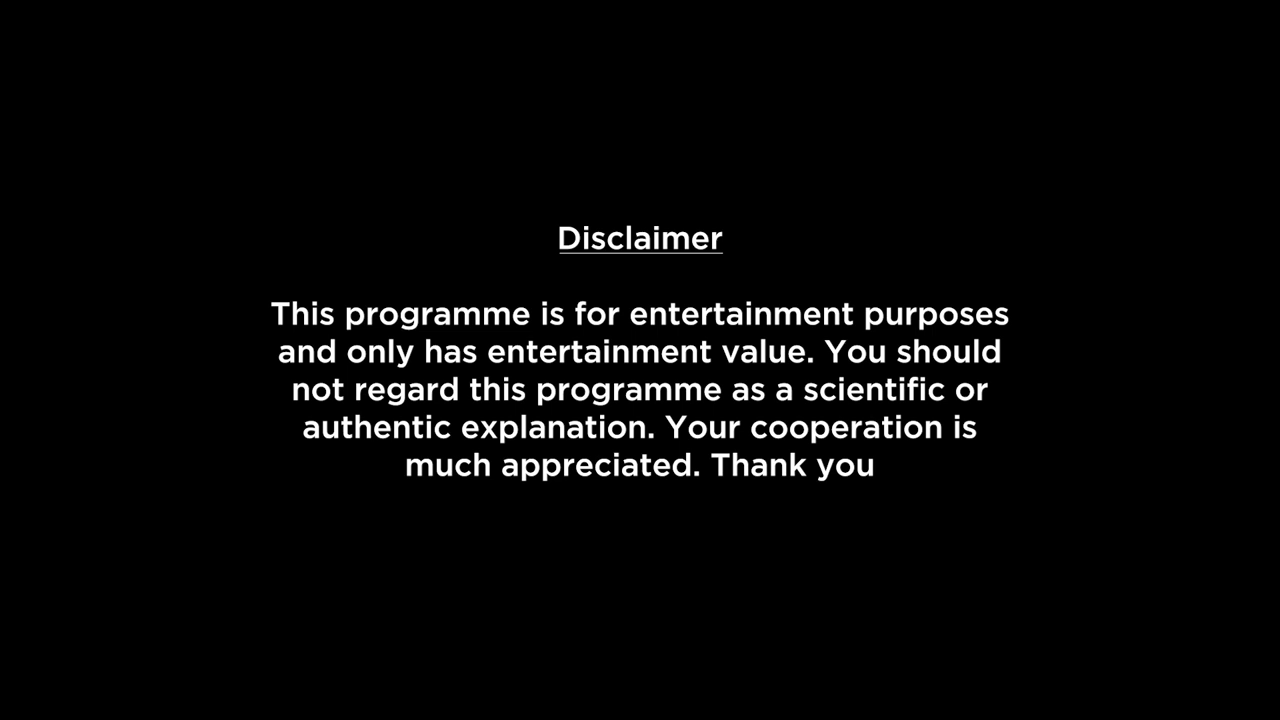 Disclaimer
This programme is for entertainment purposes
and only has entertainment value. You should
not regard this programme as a scientific or
authentic explanation. Your cooperation is
much appreciated. Thank you